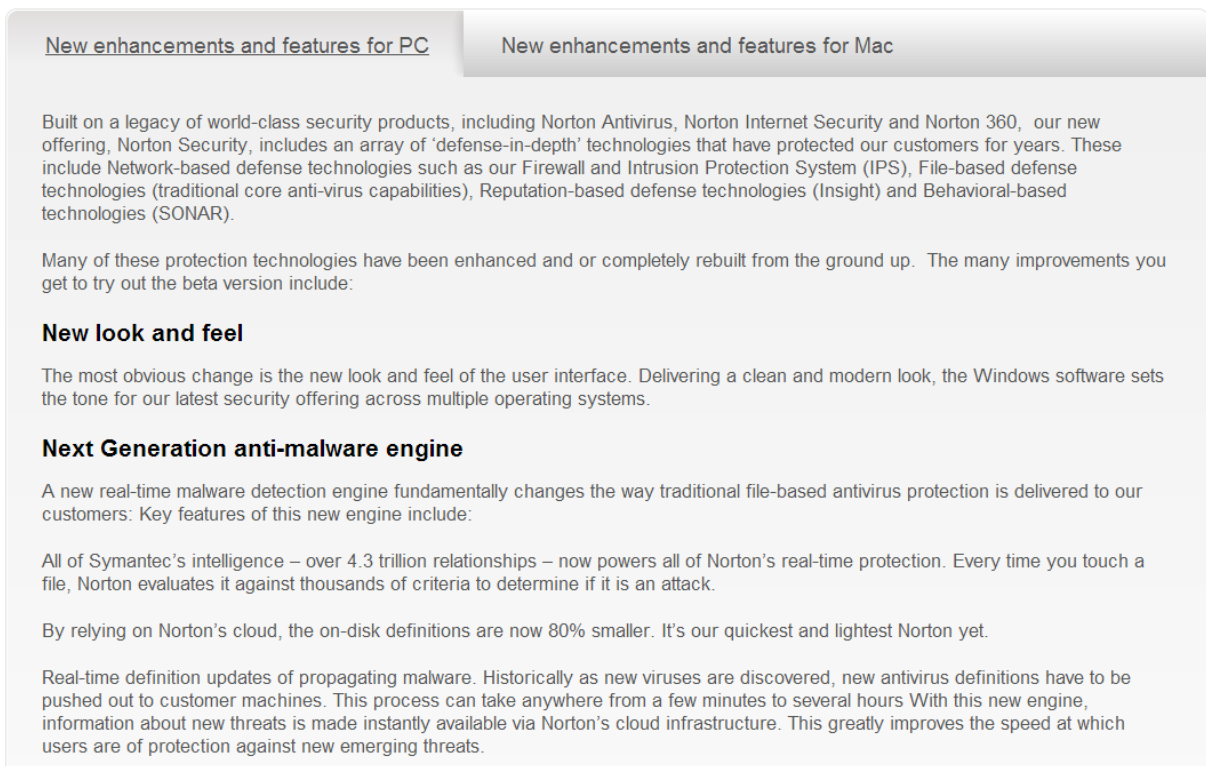 New enhancements and features for PC
New enhancements and features for Mac
Built on a legacy of world-class security products, including Norton Antivirus, Norton Internet Security and Norton 360,  our new
offering, Norton Security, includes an array of ‘defense-in-depth’ technologies that have protected our customers for years. These
include Network-based defense technologies such as our Firewall and Intrusion Protection System (IPS), File-based defense
technologies (traditional core anti-virus capabilities), Reputation-based defense technologies (Insight) and Behavioral-based
technologies (SONAR).
Many of these protection technologies have been enhanced and or completely rebuilt from the ground up.  The many improvements you
get to try out the beta version include:
New look and feel
The most obvious change is the new look and feel of the user interface. Delivering a clean and modern look, the Windows software sets
the tone for our latest security offering across multiple operating systems.
Next Generation anti-malware engine
A new real-time malware detection engine fundamentally changes the way traditional file-based antivirus protection is delivered to our
customers: Key features of this new engine include:
All of Symantec’s intelligence – over 4.3 trillion relationships – now powers all of Norton’s real-time protection. Every time you touch a
file, Norton evaluates it against thousands of criteria to determine if it is an attack.
By relying on Norton’s cloud, the on-disk definitions are now 80% smaller. It’s our quickest and lightest Norton yet.
Real-time definition updates of propagating malware. Historically as new viruses are discovered, new antivirus definitions have to be
pushed out to customer machines. This process can take anywhere from a few minutes to several hours With this new engine,
information about new threats is made instantly available via Norton’s cloud infrastructure. This greatly improves the speed at which
users are of protection against new emerging threats.